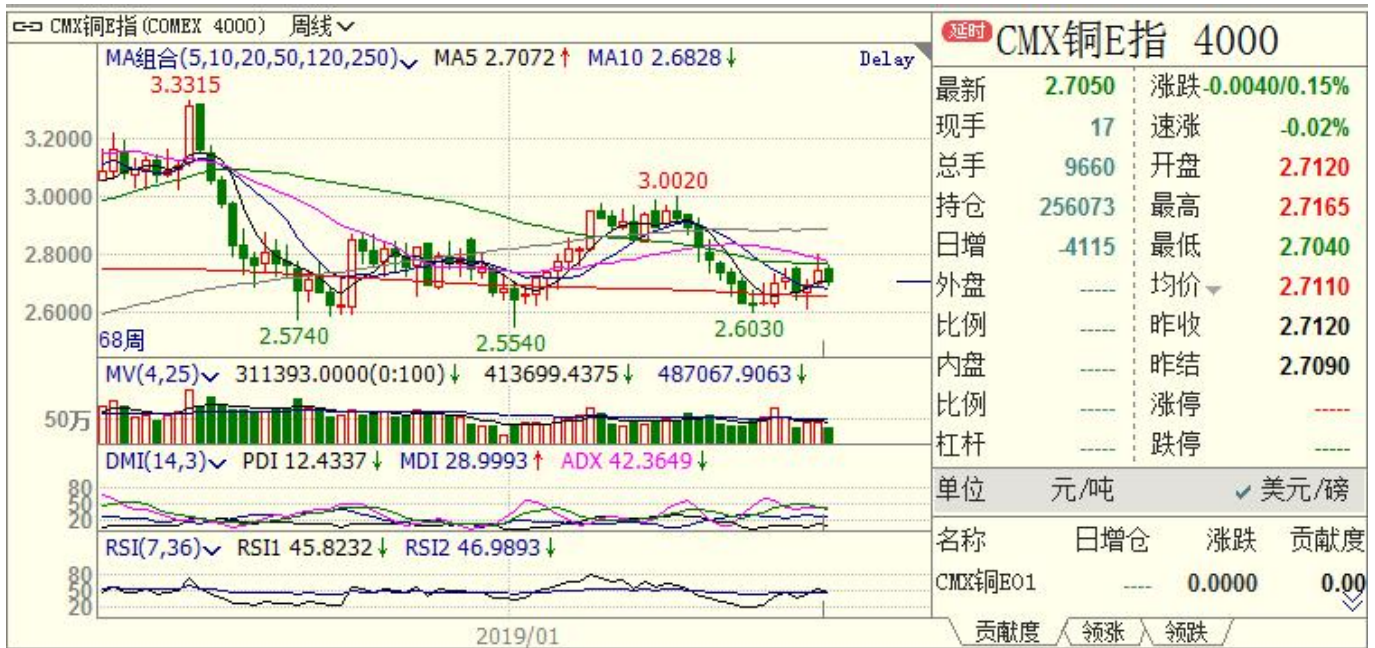 CMX铜E指(COMEX 4000) 周线
MA组合(5,10,20,50,120,250) MA5 2.7072↑ MA10 2.6828↓ Delay
3.3315
3.2000
3.0020
3.0000
2.8000
2.6000
68周
2.5740
2.5540
2.6030
MV(4,25) 311393.0000(0:100)↓ 413699.4375↓ 487067.9063↓
50万
DMI(14,3) PDI 12.4337↓ MDI 28.9993↑ ADX 42.3649↓
80
50
20
RSI(7,36) RSI1 45.8232↓ RSI2 46.9893↓
80
50
20
2019/01
延时 CMX铜E指 4000
最新 2.7050 涨跌 -0.0040/0.15%
现手 17 速涨 -0.02%
总手 9660 开盘 2.7120
持仓 256073 最高 2.7165
日增 -4115 最低 2.7040
外盘 ----- 均价 2.7110
比例 ----- 昨收 2.7120
内盘 ----- 昨结 2.7090
比例 ----- 涨停 -----
杠杆 ----- 跌停 -----
单位 元/吨 ✓ 美元/磅
名称 日增仓 涨跌 贡献度
CMX铜E01 ---- 0.0000 0.00
贡献度 领涨 领跌